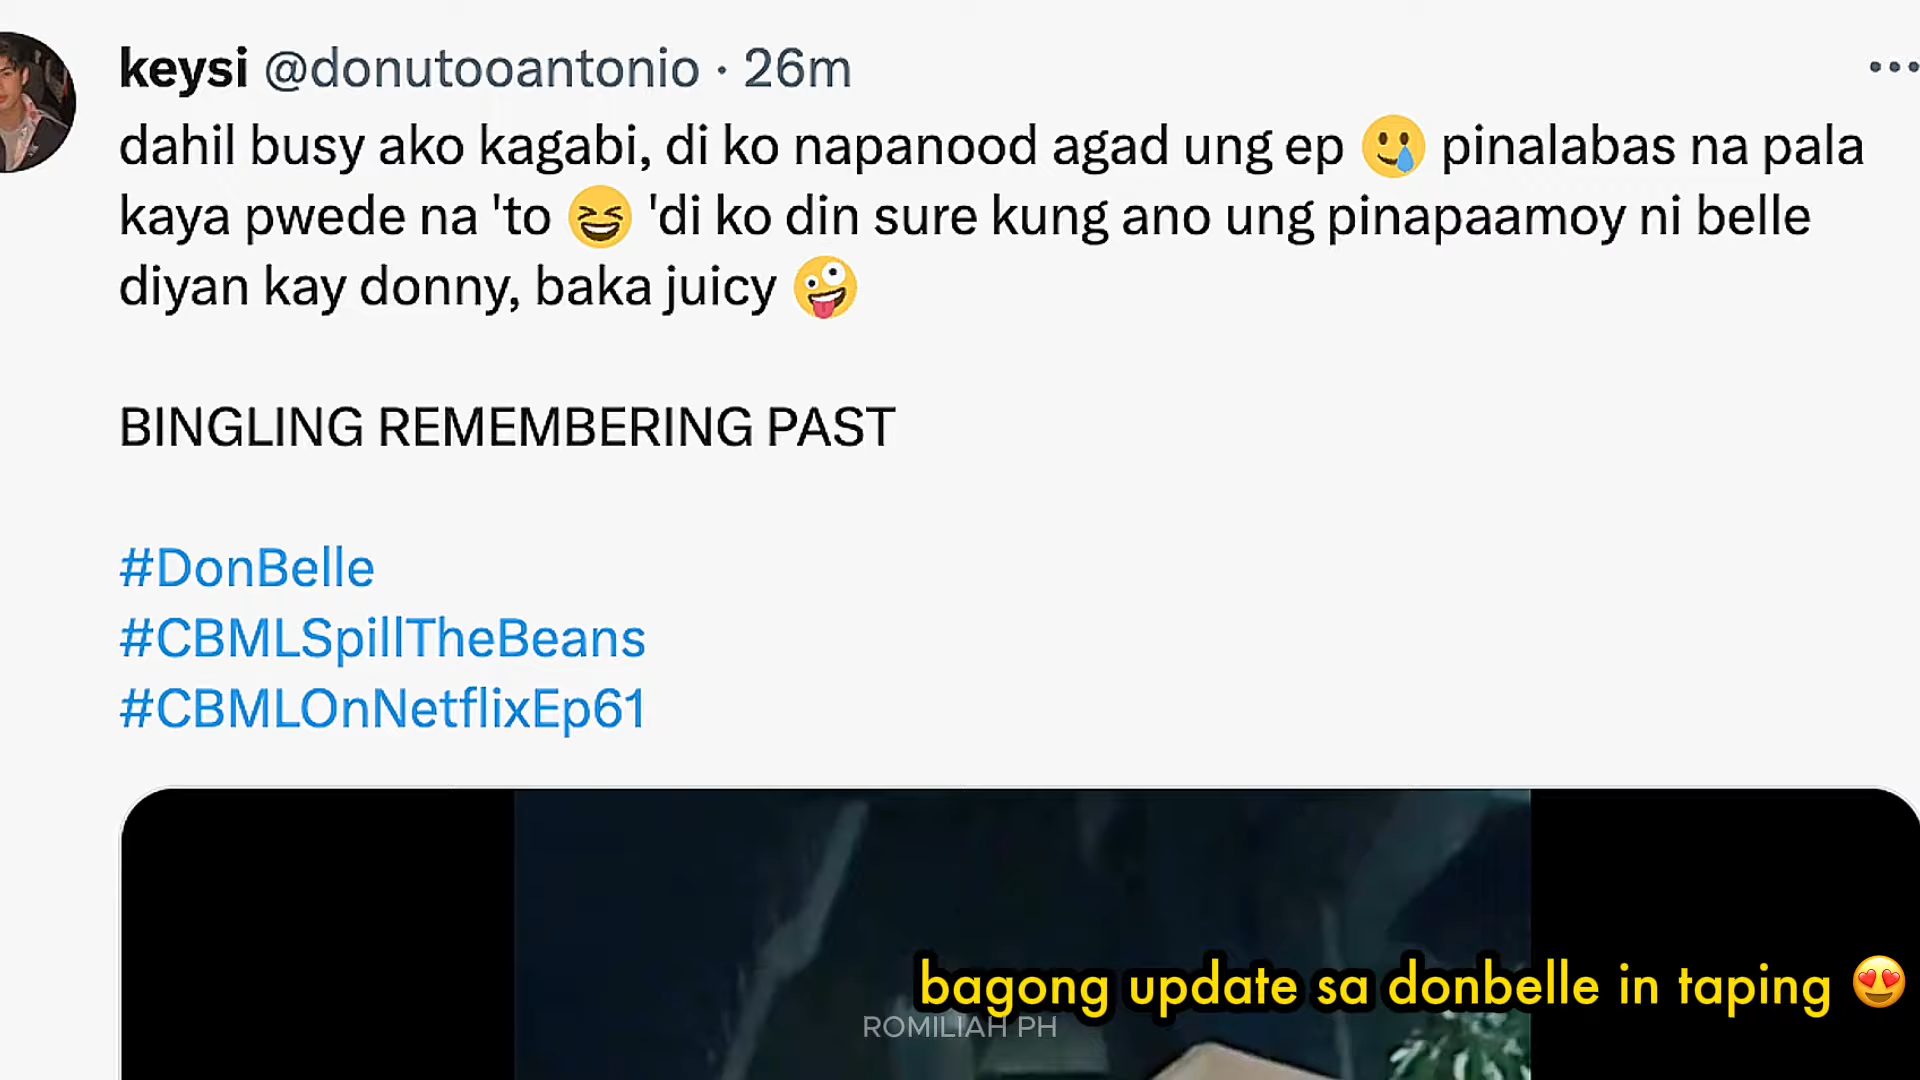 keysi @donutooantonio · 26m
dahil busy ako kagabi, di ko napanood agad ung ep 🥲 pinalabas na pala
kaya pwede na 'to 😆 'di ko din sure kung ano ung pinapaamoy ni belle
diyan kay donny, baka juicy 🤪
BINGLING REMEMBERING PAST
#DonBelle
#CBMLSpillTheBeans
#CBMLOnNetflixEp61
bagong update sa donbelle in taping 😍
ROMILIAH PH